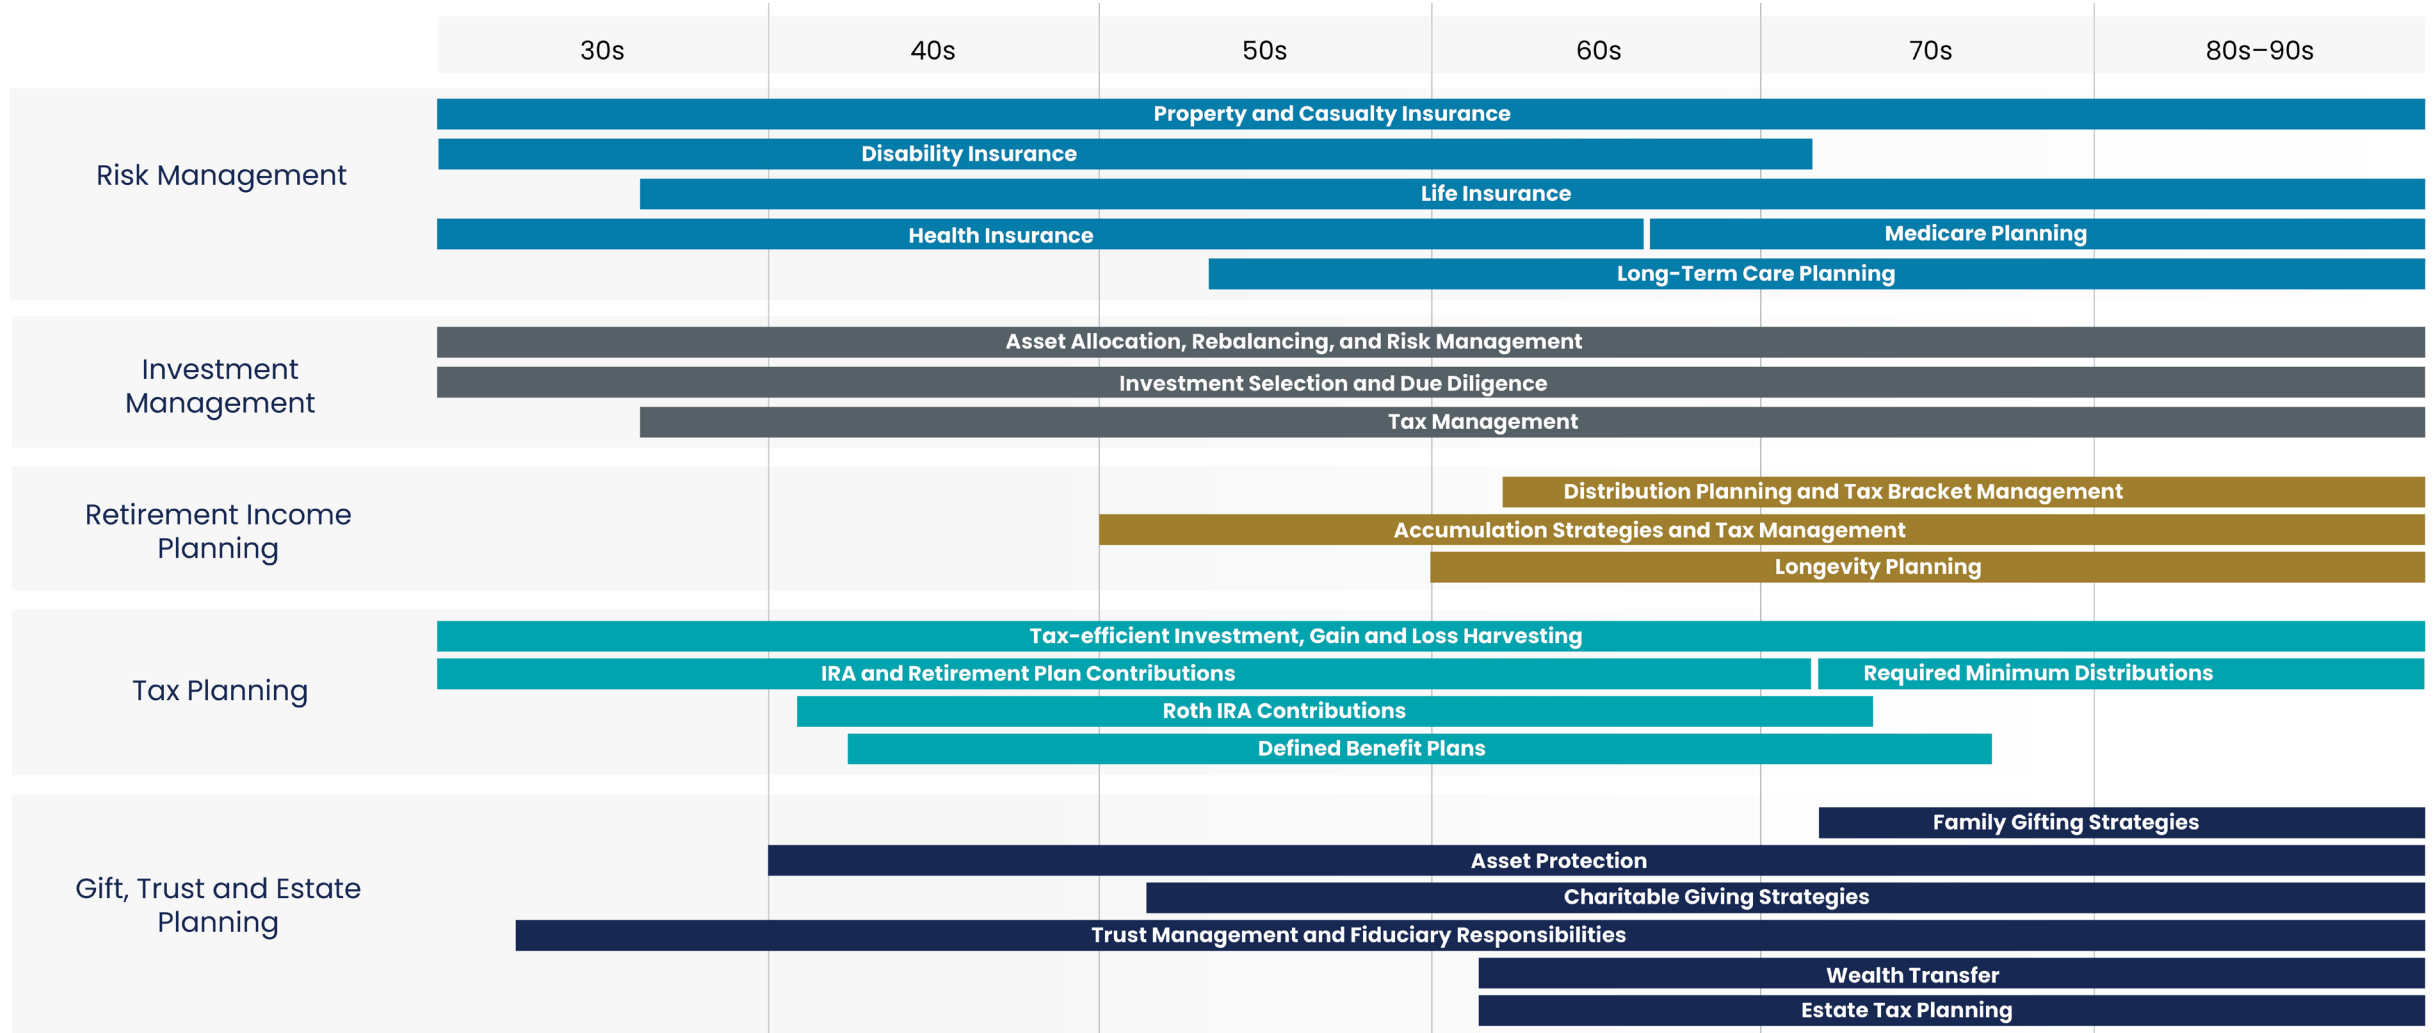 30s 40s 50s 60s 70s 80s–90s
Risk Management
Property and Casualty Insurance
Disability Insurance
Life Insurance
Health Insurance Medicare Planning
Long-Term Care Planning
Investment
Management
Asset Allocation, Rebalancing, and Risk Management
Investment Selection and Due Diligence
Tax Management
Retirement Income
Planning
Distribution Planning and Tax Bracket Management
Accumulation Strategies and Tax Management
Longevity Planning
Tax Planning
Tax-efficient Investment, Gain and Loss Harvesting
IRA and Retirement Plan Contributions Required Minimum Distributions
Roth IRA Contributions
Defined Benefit Plans
Gift, Trust and Estate
Planning
Family Gifting Strategies
Asset Protection
Charitable Giving Strategies
Trust Management and Fiduciary Responsibilities
Wealth Transfer
Estate Tax Planning